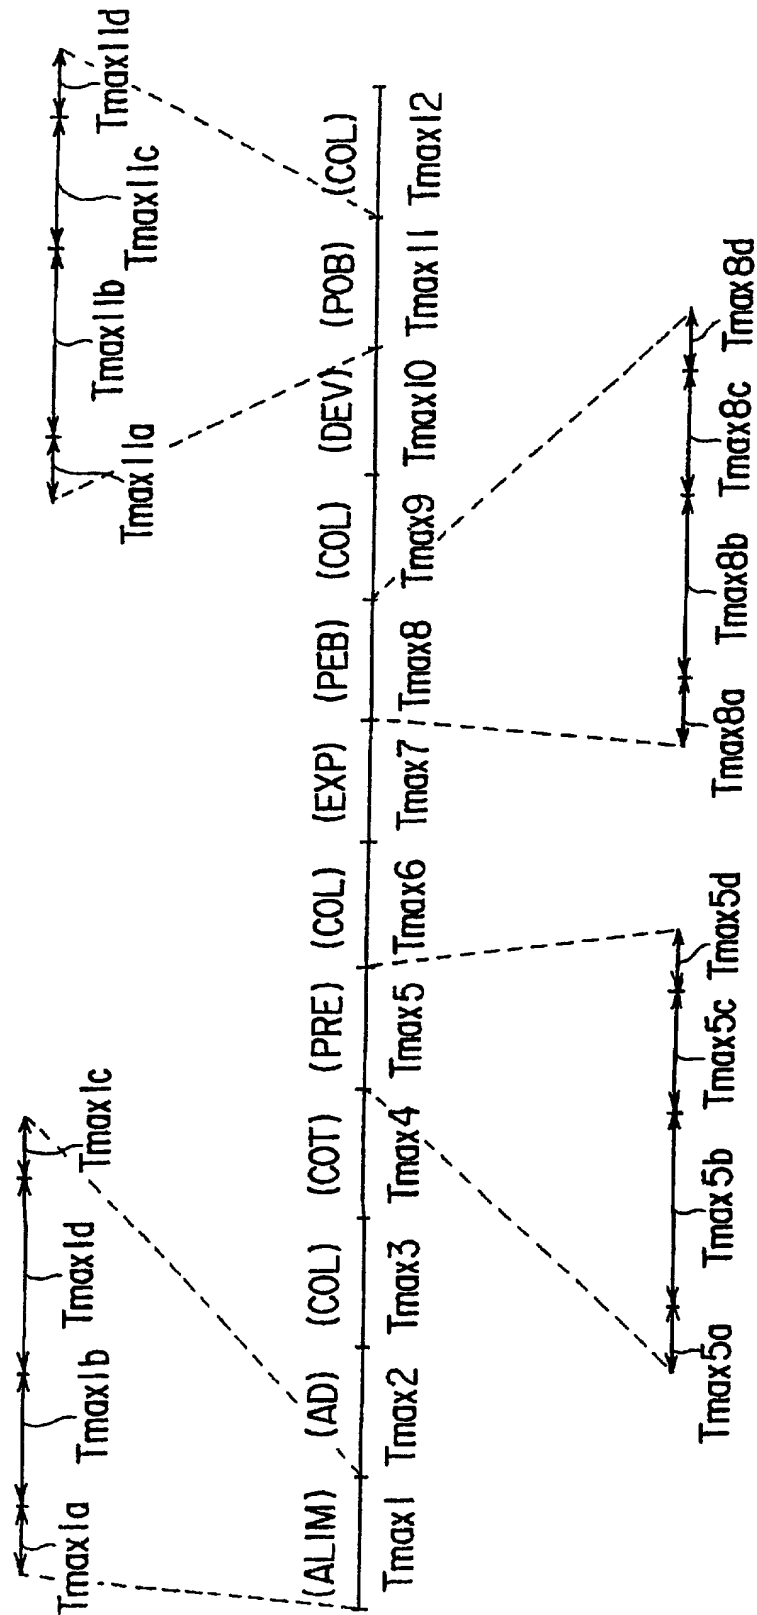 Tmax1a Tmax1b Tmax1d Tmax1c
Tmax11a Tmax11b Tmax11c Tmax11d
(ALIM) (AD) (COL) (COT) (PRE) (COL) (EXP) (PEB) (COL) (DEV) (POB) (COL)
Tmax1 Tmax2 Tmax3 Tmax4 Tmax5 Tmax6 Tmax7 Tmax8 Tmax9 Tmax10 Tmax11 Tmax12
Tmax5a Tmax5b Tmax5c Tmax5d
Tmax8a Tmax8b Tmax8c Tmax8d